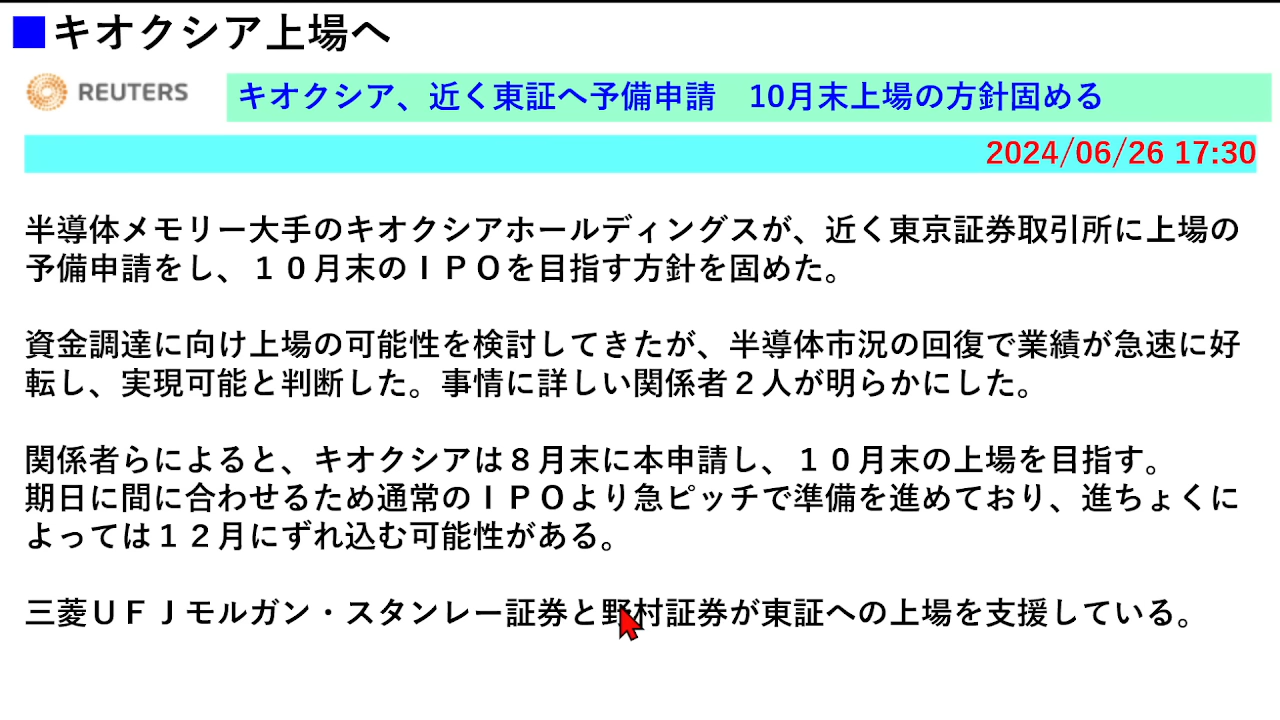 ■キオクシア上場へ
REUTERS
キオクシア、近く東証へ予備申請　10月末上場の方針固める
2024/06/26 17:30
半導体メモリー大手のキオクシアホールディングスが、近く東京証券取引所に上場の
予備申請をし、１０月末のＩＰＯを目指す方針を固めた。
資金調達に向け上場の可能性を検討してきたが、半導体市況の回復で業績が急速に好
転し、実現可能と判断した。事情に詳しい関係者２人が明らかにした。
関係者らによると、キオクシアは８月末に本申請し、１０月末の上場を目指す。
期日に間に合わせるため通常のＩＰＯより急ピッチで準備を進めており、進ちょくに
よっては１２月にずれ込む可能性がある。
三菱ＵＦＪモルガン・スタンレー証券と野村証券が東証への上場を支援している。